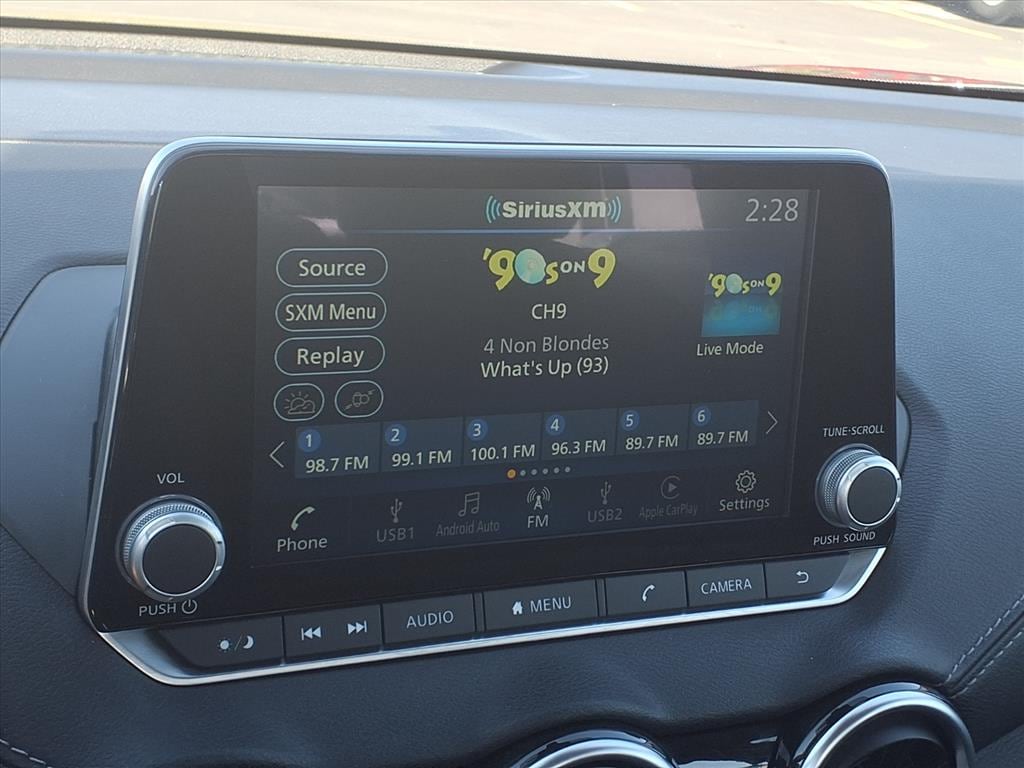 SiriusXM
2:28
Source
'90s ON 9
'90s ON 9
SXM Menu
CH9
Replay
4 Non Blondes
Live Mode
What's Up (93)
1
2
3
4
5
6
98.7 FM
99.1 FM
100.1 FM
96.3 FM
89.7 FM
89.7 FM
TUNE·SCROLL
VOL
Phone
USB1
Android Auto
FM
USB2
Apple CarPlay
Settings
PUSH SOUND
PUSH
AUDIO
MENU
CAMERA